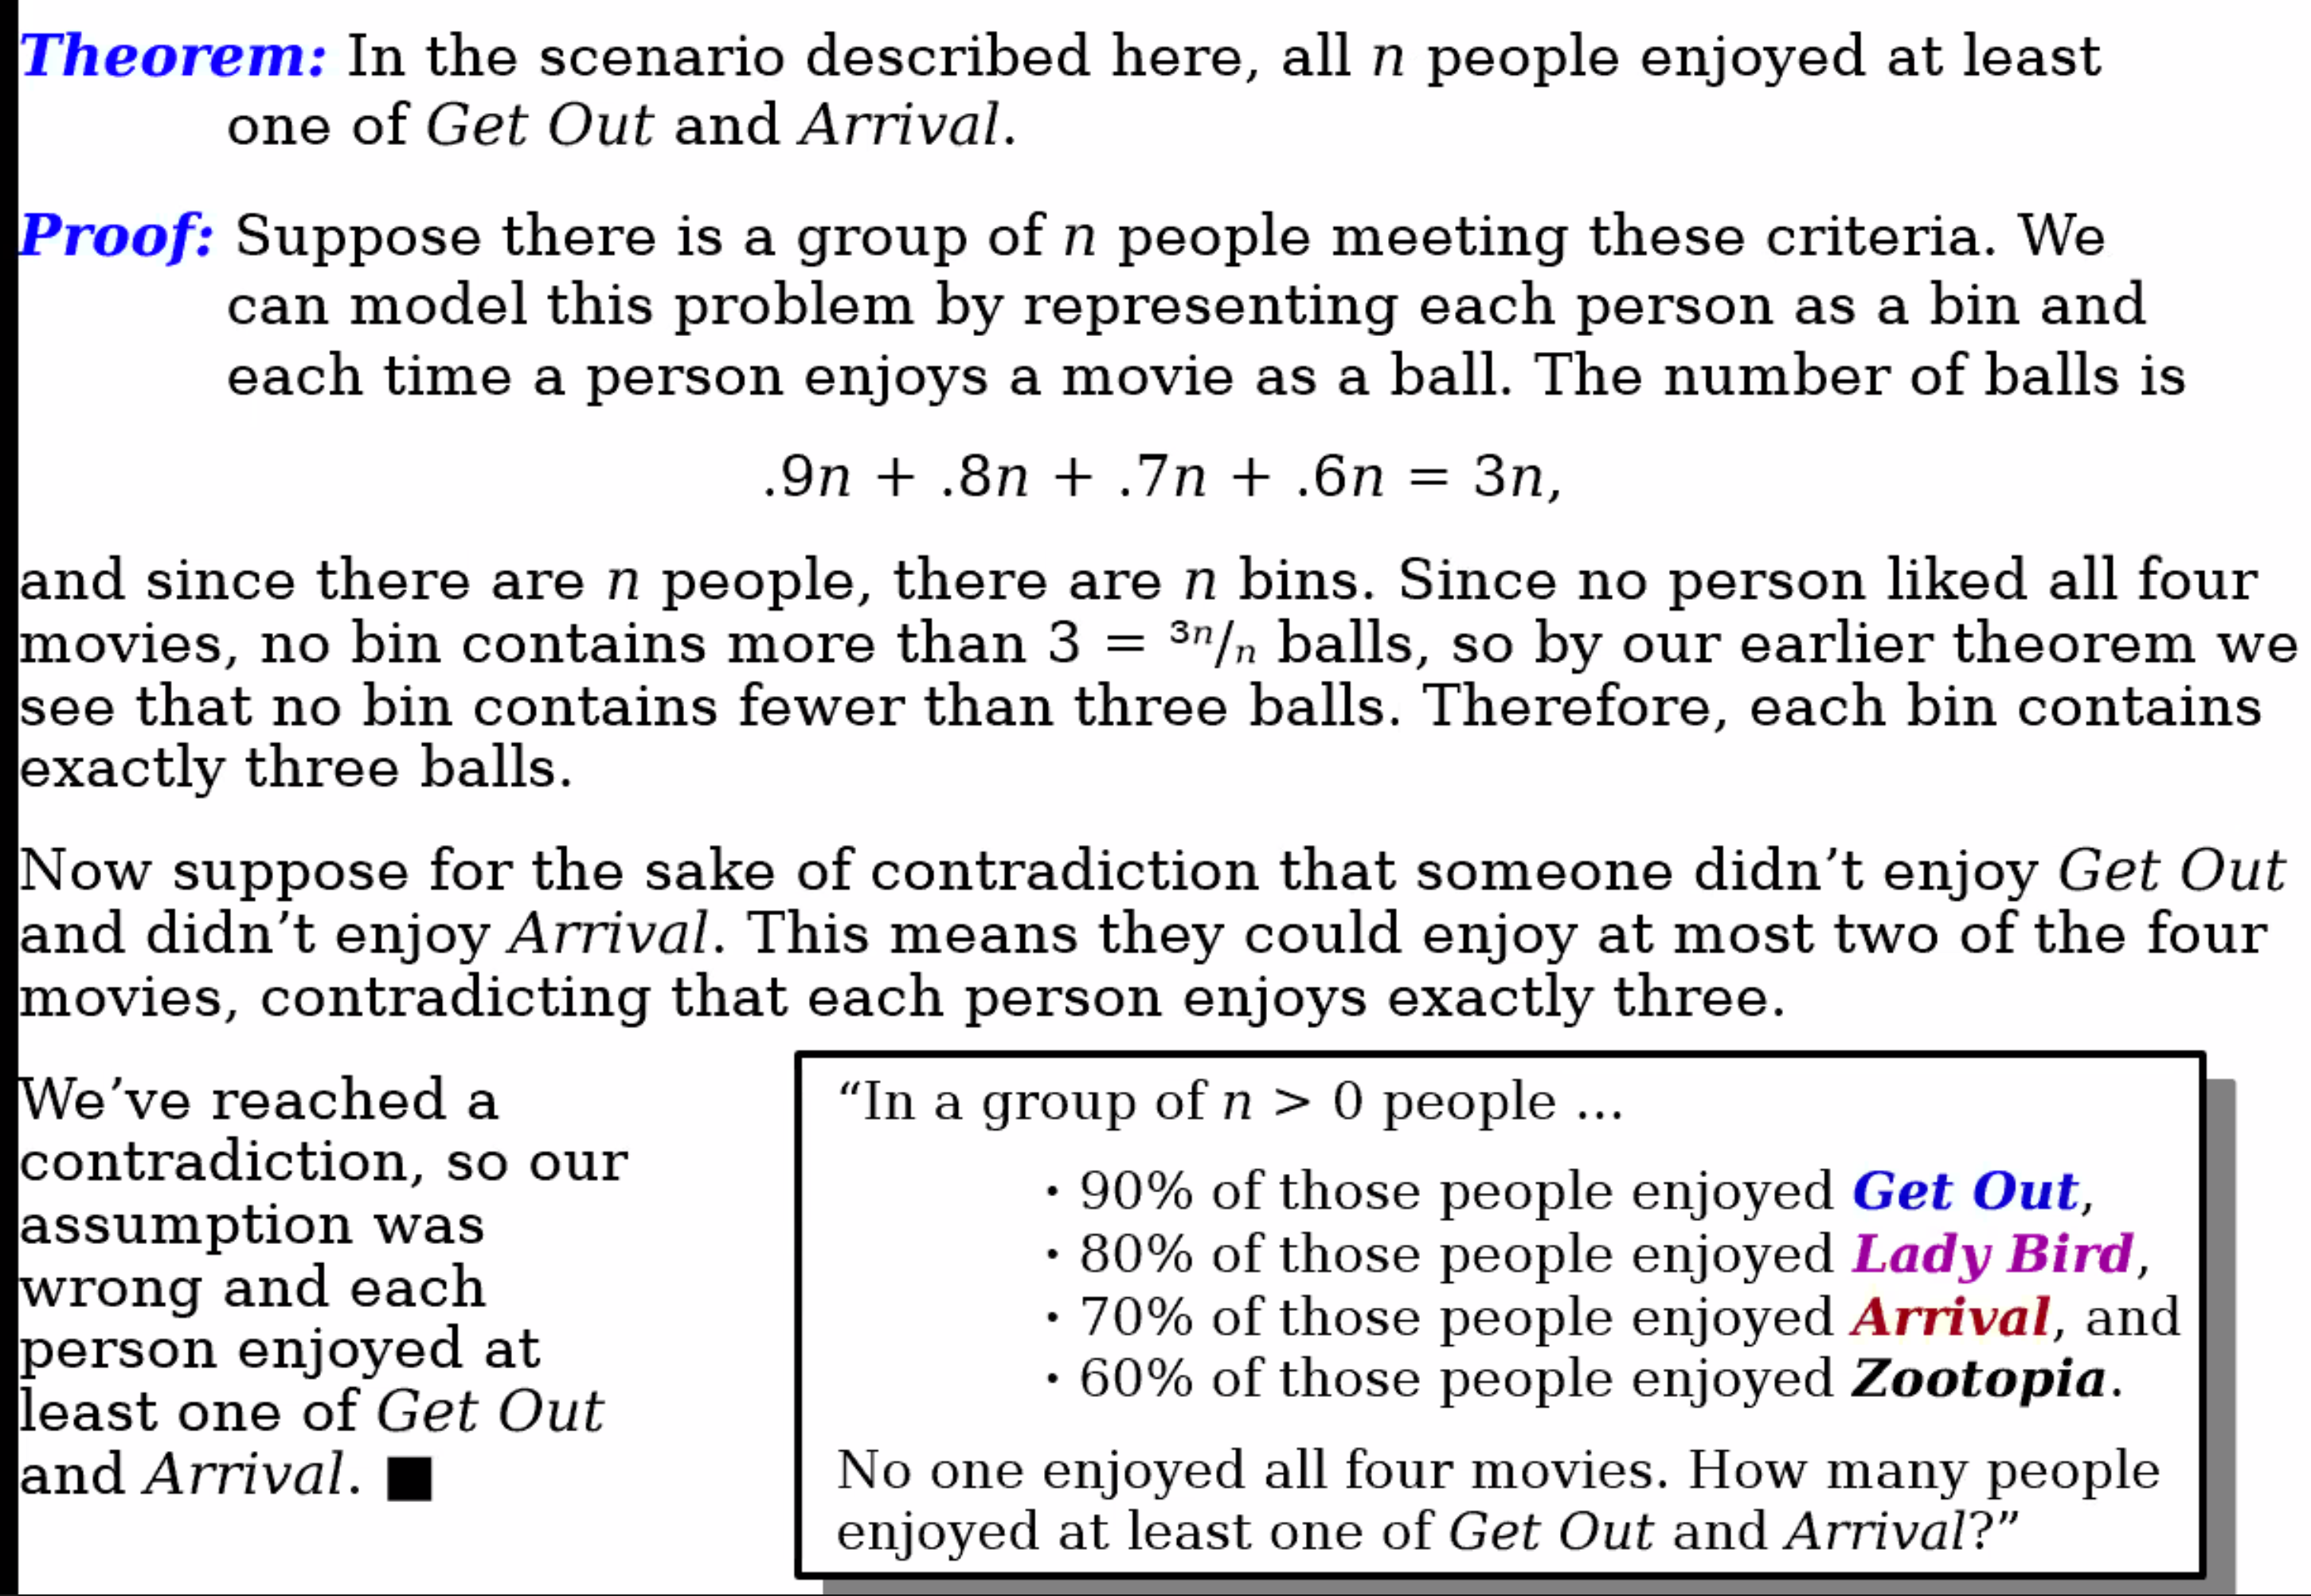 Theorem: In the scenario described here, all n people enjoyed at least
one of Get Out and Arrival.
Proof: Suppose there is a group of n people meeting these criteria. We
can model this problem by representing each person as a bin and
each time a person enjoys a movie as a ball. The number of balls is
.9n + .8n + .7n + .6n = 3n,
and since there are n people, there are n bins. Since no person liked all four
movies, no bin contains more than 3 = ³ⁿ/ₙ balls, so by our earlier theorem we
see that no bin contains fewer than three balls. Therefore, each bin contains
exactly three balls.
Now suppose for the sake of contradiction that someone didn’t enjoy Get Out
and didn’t enjoy Arrival. This means they could enjoy at most two of the four
movies, contradicting that each person enjoys exactly three.
We’ve reached a
contradiction, so our
assumption was
wrong and each
person enjoyed at
least one of Get Out
and Arrival. ■
“In a group of n > 0 people ...
· 90% of those people enjoyed Get Out,
· 80% of those people enjoyed Lady Bird,
· 70% of those people enjoyed Arrival, and
· 60% of those people enjoyed Zootopia.
No one enjoyed all four movies. How many people
enjoyed at least one of Get Out and Arrival?”